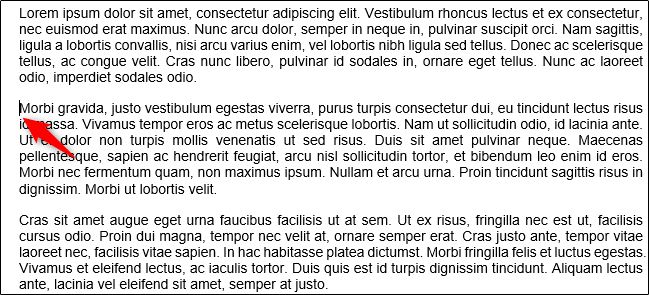 Lorem ipsum dolor sit amet, consectetur adipiscing elit. Vestibulum rhoncus lectus et ex consectetur,
nec euismod erat maximus. Nunc arcu dolor, semper in neque in, pulvinar suscipit orci. Nam sagittis,
ligula a lobortis convallis, nisi arcu varius enim, vel lobortis nibh ligula sed tellus. Donec ac scelerisque
tellus, ac congue velit. Cras nunc libero, pulvinar id sodales in, ornare eget tellus. Nunc ac laoreet
odio, imperdiet sodales odio.
Morbi gravida, justo vestibulum egestas viverra, purus turpis consectetur dui, eu tincidunt lectus risus
id massa. Vivamus tempor eros ac metus scelerisque lobortis. Nam ut sollicitudin odio, id lacinia ante.
Ut dolor non turpis mollis venenatis ut sed risus. Duis sit amet pulvinar neque. Maecenas
pellentesque, sapien ac hendrerit feugiat, arcu nisl sollicitudin tortor, et bibendum leo enim id eros.
Morbi nec fermentum quam, non maximus ipsum. Nullam et arcu urna. Proin tincidunt sagittis risus in
dignissim. Morbi ut lobortis velit.
Cras sit amet augue eget urna faucibus facilisis ut at sem. Ut ex risus, fringilla nec est ut, facilisis
cursus odio. Proin dui magna, tempor nec velit at, ornare semper erat. Cras justo ante, tempor vitae
laoreet nec, facilisis vitae sapien. In hac habitasse platea dictumst. Morbi fringilla felis et luctus egestas.
Vivamus et eleifend lectus, ac iaculis tortor. Duis quis est id turpis dignissim tincidunt. Aliquam lectus
ante, lacinia vel eleifend sit amet, semper at justo.